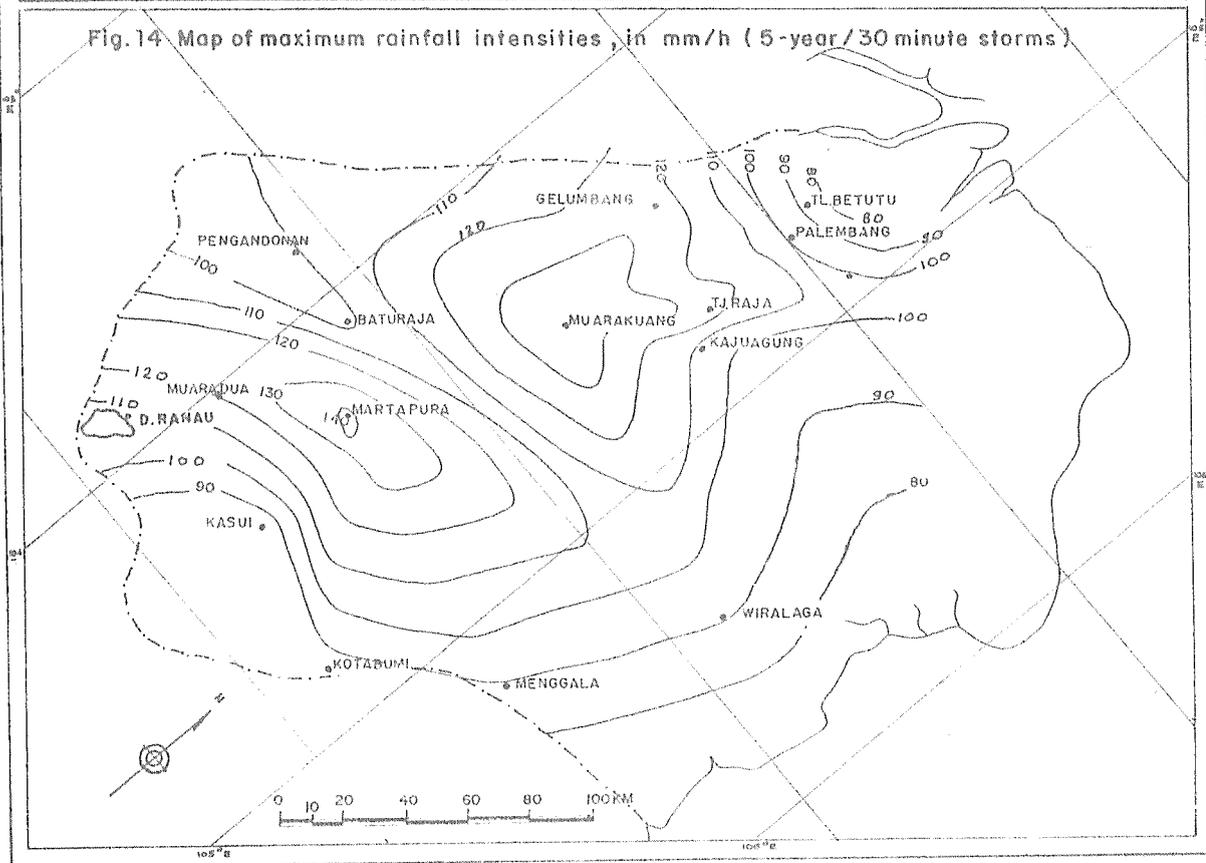 Fig. 14 Map of maximum rainfall intensities, in mm/h (5-year/30 minute storms)
120
110
100
90
80
110
GELUMBANG
TL.BETUTU
120
80
PENGANDONAN
PALEMBANG
90
100
100
110
BATURAJA
MUARAKUANG
TJ.RAJA
100
120
KAJUAGUNG
120
MUARADUA
130
90
110
MARTAPURA
140
D.RANAU
100
90
80
KASUI
WIRALAGA
KOTABUMI
MENGGALA
N
0 10 20 40 60 80 100 KM
105°E
106°E